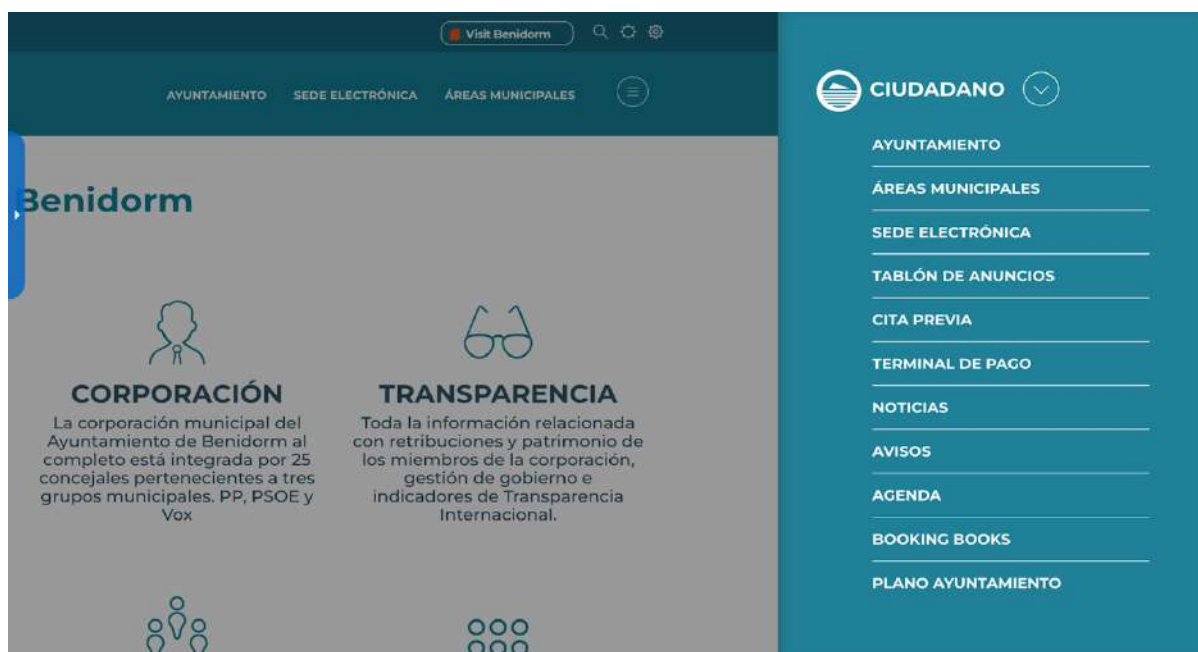 Visit Benidorm
AYUNTAMIENTO SEDE ELECTRÓNICA ÁREAS MUNICIPALES
Benidorm
CORPORACIÓN
La corporación municipal del
Ayuntamiento de Benidorm al
completo está integrada por 25
concejales pertenecientes a tres
grupos municipales. PP, PSOE y
Vox
TRANSPARENCIA
Toda la información relacionada
con retribuciones y patrimonio de
los miembros de la corporación,
gestión de gobierno e
indicadores de Transparencia
Internacional.
CIUDADANO
AYUNTAMIENTO
ÁREAS MUNICIPALES
SEDE ELECTRÓNICA
TABLÓN DE ANUNCIOS
CITA PREVIA
TERMINAL DE PAGO
NOTICIAS
AVISOS
AGENDA
BOOKING BOOKS
PLANO AYUNTAMIENTO